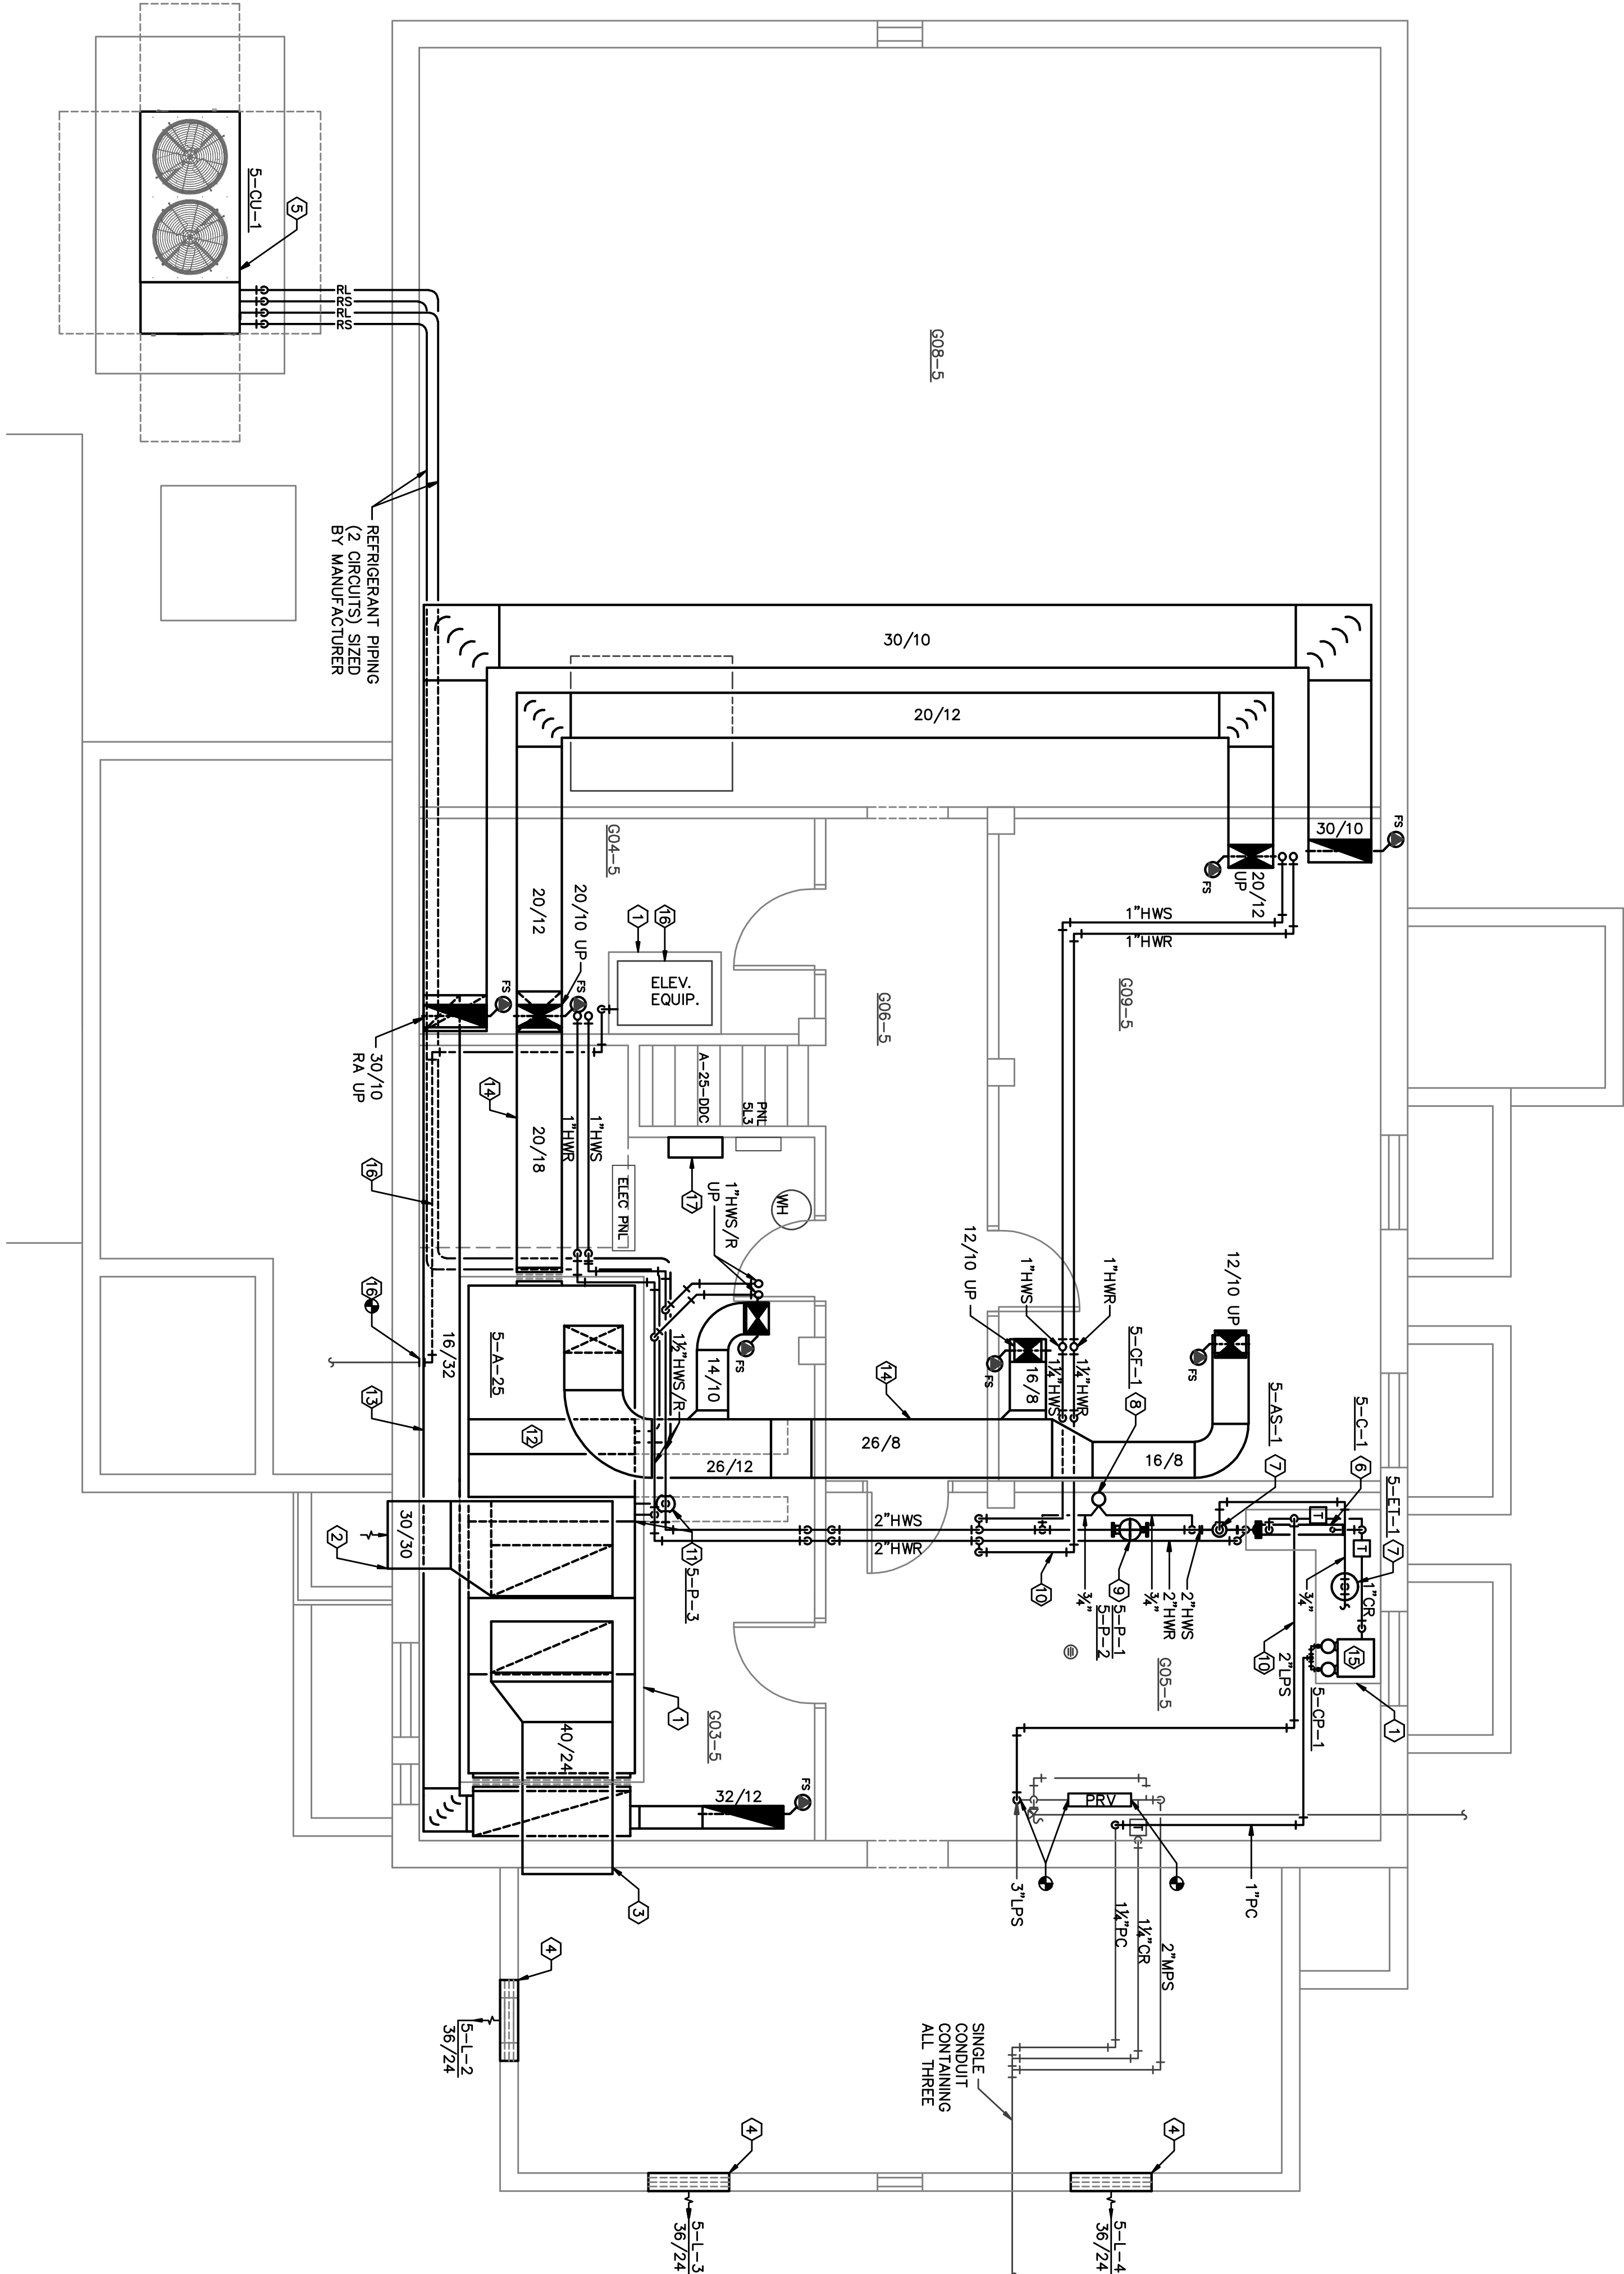 5-CU-1
5
RL
RS
RL
RS
REFRIGERANT PIPING
(2 CIRCUITS) SIZED
BY MANUFACTURER
G08-5
30/10
20/12
30/10
FS
20/12
UP
FS
1"HWS
1"HWR
G09-5
G06-5
G04-5
20/12
20/10 UP
FS
FS
1
16
ELEV.
EQUIP.
30/10
RA UP
14
20/18
1"HWR
1"HWS
A-25-DDC
PNL
5L3
17
ELEC PNL
WH
1"HWS/R
UP
16
16
13
16/32
5-A-25
12
1½"HWS/R
14/10
FS
26/12
26/8
14
12/10 UP
FS
16/8
1"HWS
1"HWR
1¼"HWS
1¼"HWR
12/10 UP
FS
16/8
5-CF-1
8
5-AS-1
7
5-C-1
6
5-ET-1
7
T
T
1"CR
¾"
15
1
5-CP-1
2"LPS
10
2"HWS
2"HWR
¾"
9
5-P-1
5-P-2
¾"
10
2"HWS
2"HWR
G05-5
11
5-P-3
30/30
2
1
G03-5
40/24
32/12
FS
3
PRV
T
3"LPS
1"PC
1¼"PC
1¼"CR
2"MPS
SINGLE
CONDUIT
CONTAINING
ALL THREE
4
5-L-2
36/24
4
5-L-3
36/24
4
5-L-4
36/24